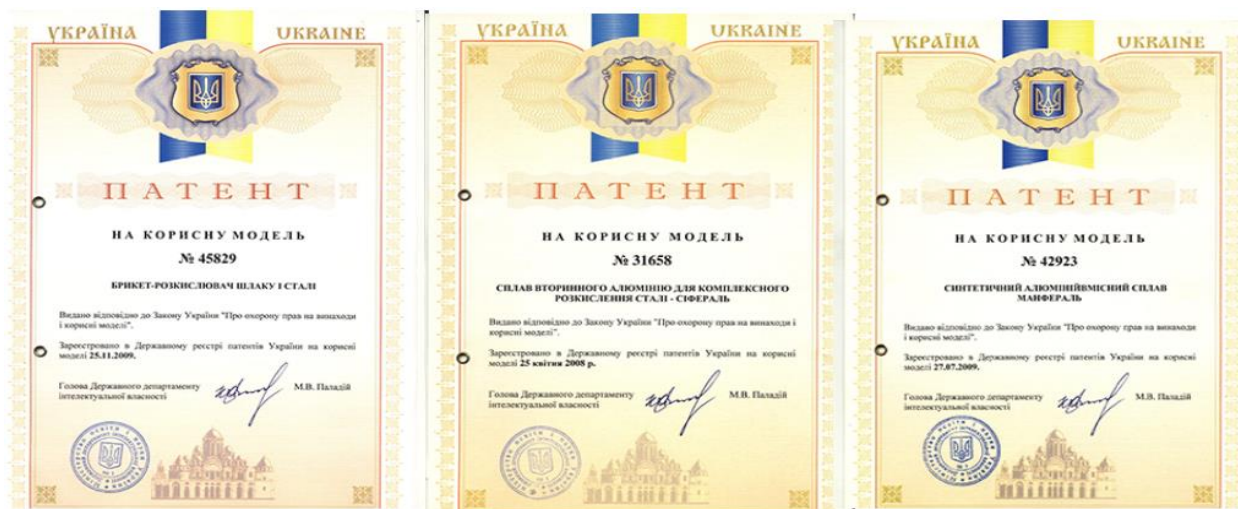 УКРАЇНА UKRAINE
ПАТЕНТ
НА КОРИСНУ МОДЕЛЬ
№ 45829
БРИКЕТ-РОЗКИСЛЮВАЧ ШЛАКУ І СТАЛІ
Видано відповідно до Закону України "Про охорону прав на винаходи
і корисні моделі".
Зареєстровано в Державному реєстрі патентів України на корисні
моделі 25.11.2009.
Голова Державного департаменту
інтелектуальної власності
М.В. Паладій
УКРАЇНА UKRAINE
ПАТЕНТ
НА КОРИСНУ МОДЕЛЬ
№ 31658
СПЛАВ ВТОРИННОГО АЛЮМІНІЮ ДЛЯ КОМПЛЕКСНОГО
РОЗКИСЛЕННЯ СТАЛІ - СІФЕРАЛЬ
Видано відповідно до Закону України "Про охорону прав на винаходи і
корисні моделі".
Зареєстровано в Державному реєстрі патентів України на корисні
моделі 25 квітня 2008 р.
Голова Державного департаменту
інтелектуальної власності
М.В. Паладій
УКРАЇНА UKRAINE
ПАТЕНТ
НА КОРИСНУ МОДЕЛЬ
№ 42923
СИНТЕТИЧНИЙ АЛЮМІНІЙВМІСНИЙ СПЛАВ
МАНФЕРАЛЬ
Видано відповідно до Закону України "Про охорону прав на винаходи
і корисні моделі".
Зареєстровано в Державному реєстрі патентів України на корисні
моделі 27.07.2009.
Голова Державного департаменту
інтелектуальної власності
М.В. Паладій